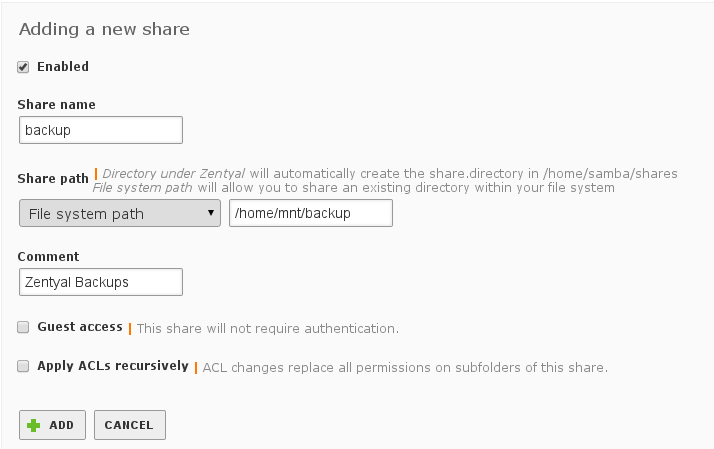 Adding a new share
Enabled
Share name
backup
Share path Directory under Zentyal will automatically create the share.directory in /home/samba/shares
File system path will allow you to share an existing directory within your file system
File system path /home/mnt/backup
Comment
Zentyal Backups
Guest access This share will not require authentication.
Apply ACLs recursively ACL changes replace all permissions on subfolders of this share.
ADD CANCEL